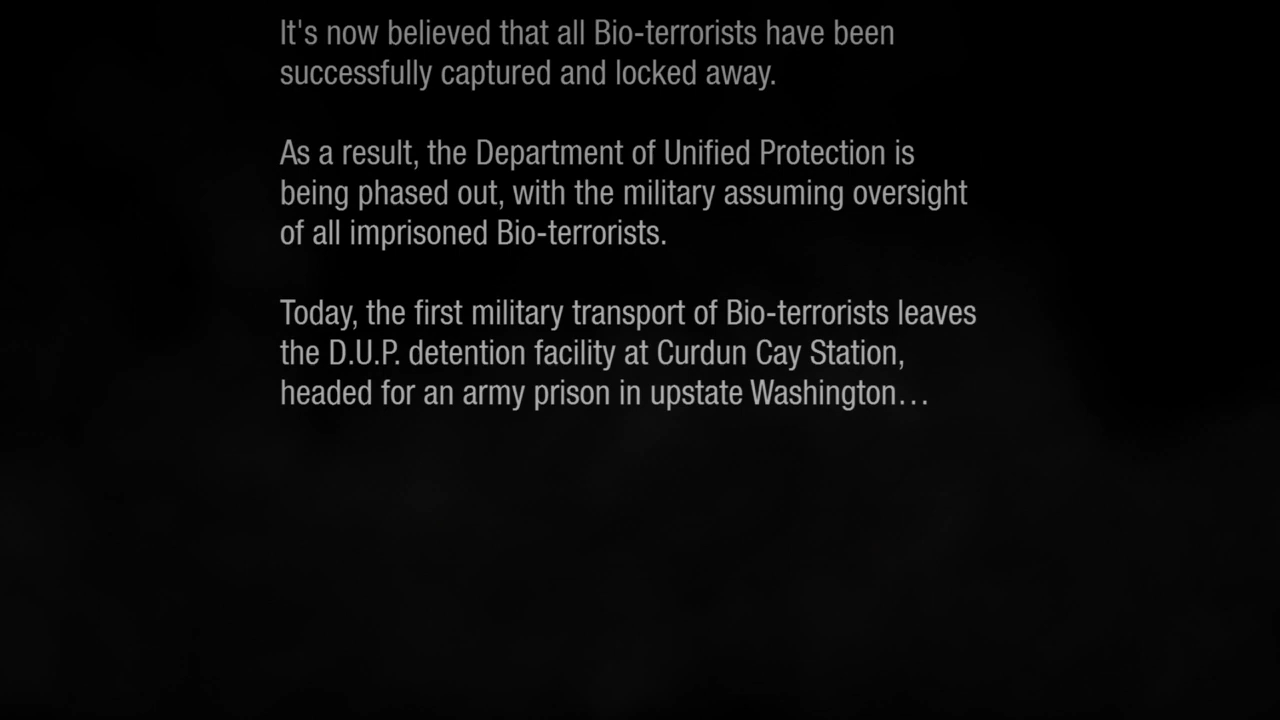 It's now believed that all Bio-terrorists have been
successfully captured and locked away.
As a result, the Department of Unified Protection is
being phased out, with the military assuming oversight
of all imprisoned Bio-terrorists.
Today, the first military transport of Bio-terrorists leaves
the D.U.P. detention facility at Curdun Cay Station,
headed for an army prison in upstate Washington…